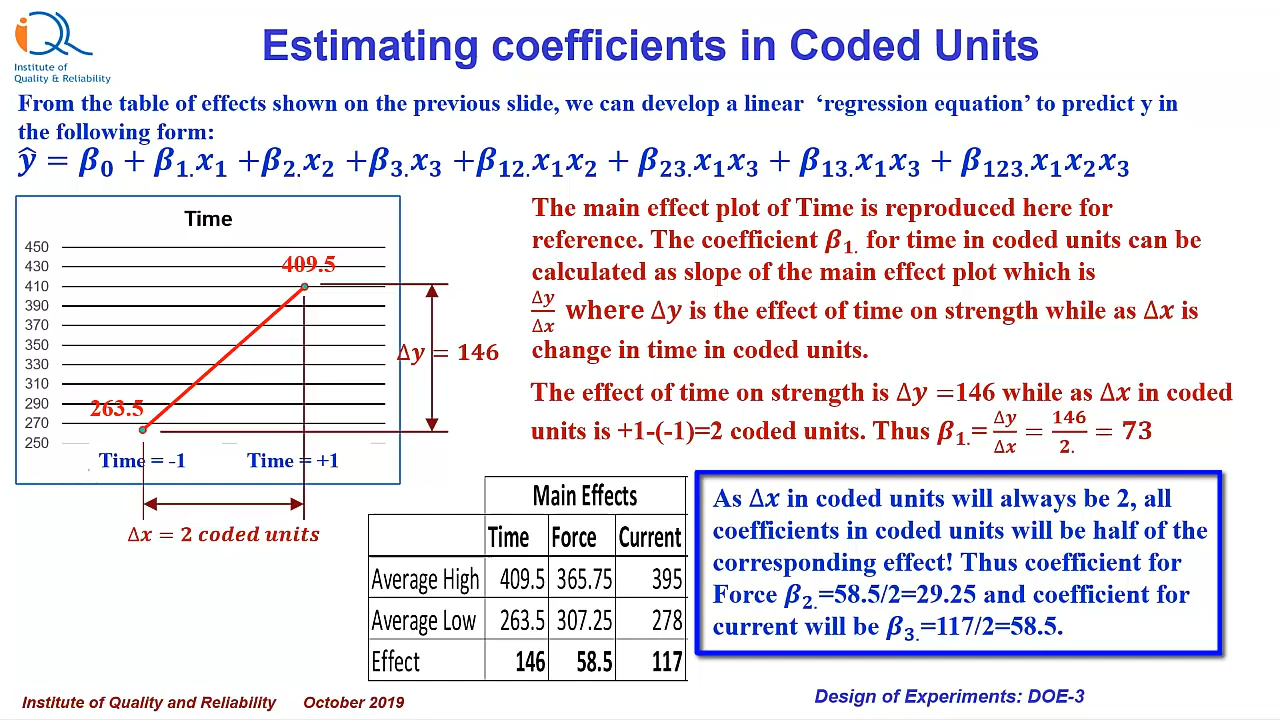 iQR
Institute of
Quality & Reliability
Estimating coefficients in Coded Units
From the table of effects shown on the previous slide, we can develop a linear ‘regression equation’ to predict y in
the following form:
ŷ = β₀ + β₁.x₁ +β₂.x₂ +β₃.x₃ +β₁₂.x₁x₂ + β₂₃.x₁x₃ + β₁₃.x₁x₃ + β₁₂₃.x₁x₂x₃
Time
450
430
410
390
370
350
330
310
290
270
250
409.5
263.5
Time = -1 Time = +1
Δy = 146
Δx = 2 coded units
The main effect plot of Time is reproduced here for
reference. The coefficient β₁. for time in coded units can be
calculated as slope of the main effect plot which is
Δy/Δx where Δy is the effect of time on strength while as Δx is
change in time in coded units.
The effect of time on strength is Δy =146 while as Δx in coded
units is +1-(-1)=2 coded units. Thus β₁.= Δy/Δx = 146/2. = 73
Main Effects
Time Force Current
Average High 409.5 365.75 395
Average Low 263.5 307.25 278
Effect 146 58.5 117
As Δx in coded units will always be 2, all
coefficients in coded units will be half of the
corresponding effect! Thus coefficient for
Force β₂.=58.5/2=29.25 and coefficient for
current will be β₃.=117/2=58.5.
Institute of Quality and Reliability October 2019
Design of Experiments: DOE-3